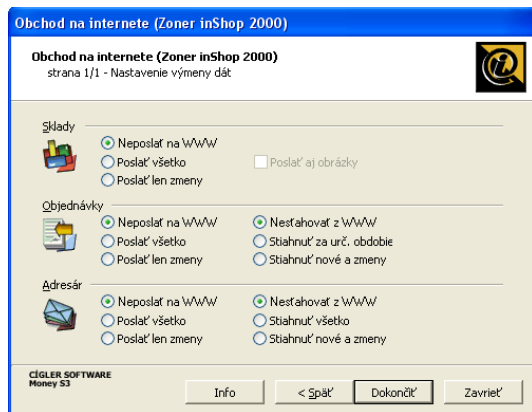 Obchod na internete (Zoner inShop 2000)
Obchod na internete (Zoner inShop 2000)
strana 1/1 - Nastavenie výmeny dát
Sklady
Neposlať na WWW
Poslať všetko
Poslať aj obrázky
Poslať len zmeny
Objednávky
Neposlať na WWW
Nesťahovať z WWW
Poslať všetko
Stiahnuť za urč. obdobie
Poslať len zmeny
Stiahnuť nové a zmeny
Adresár
Neposlať na WWW
Nesťahovať z WWW
Poslať všetko
Stiahnuť všetko
Poslať len zmeny
Stiahnuť nové a zmeny
CÍGLER SOFTWARE
Money S3
Info
< Späť
Dokončiť
Zavrieť